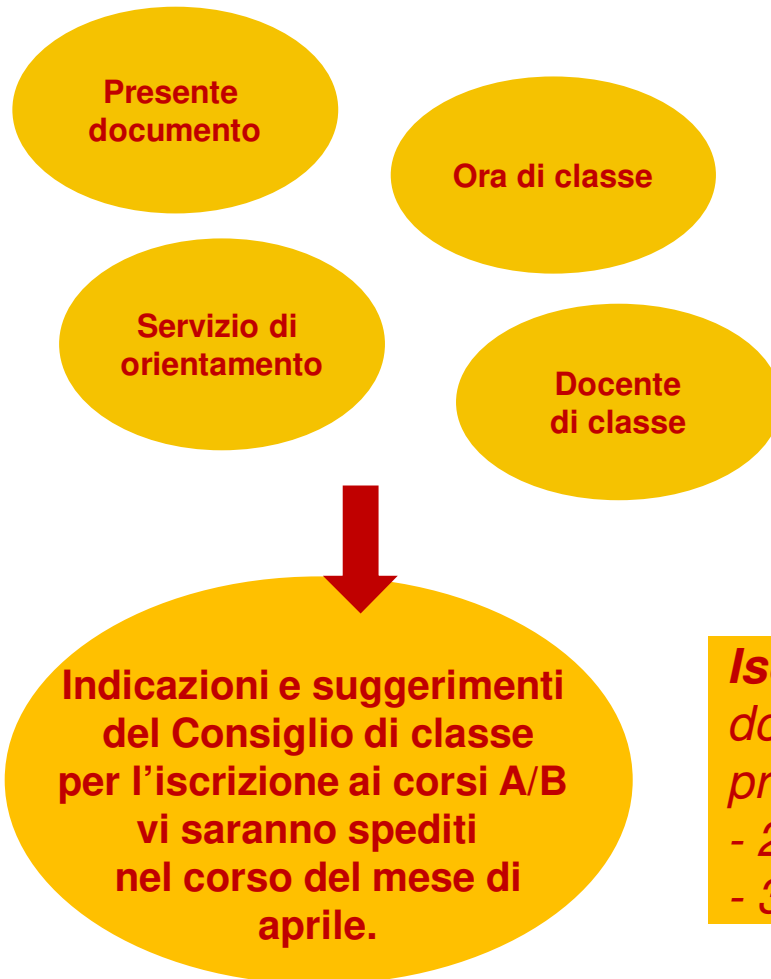 Presente
documento
Ora di classe
Servizio di
orientamento
Docente
di classe
Indicazioni e suggerimenti
del Consiglio di classe
per l’iscrizione ai corsi A/B
vi saranno spediti
nel corso del mese di
aprile.
-
-